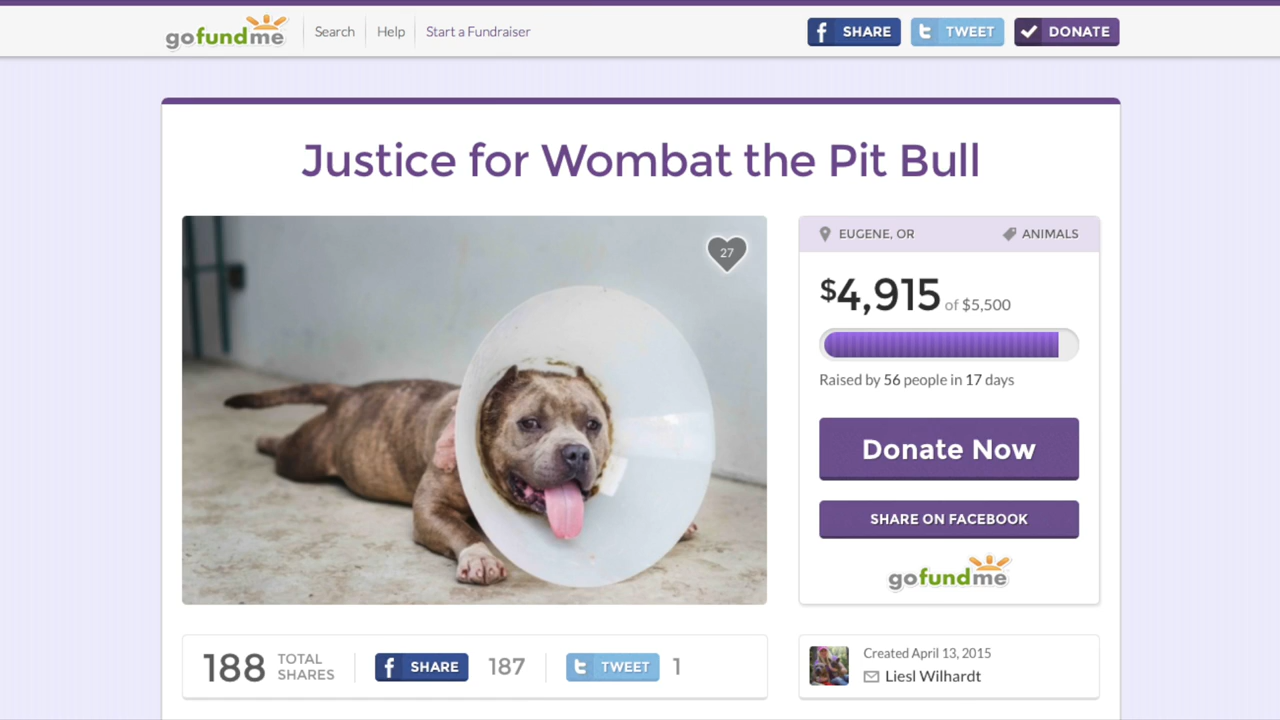 gofundme Search Help Start a Fundraiser SHARE TWEET DONATE
Justice for Wombat the Pit Bull
27
EUGENE, OR ANIMALS
$4,915 of $5,500
Raised by 56 people in 17 days
Donate Now
SHARE ON FACEBOOK
gofundme
188 TOTAL SHARES SHARE 187 TWEET 1
Created April 13, 2015
Liesl Wilhardt